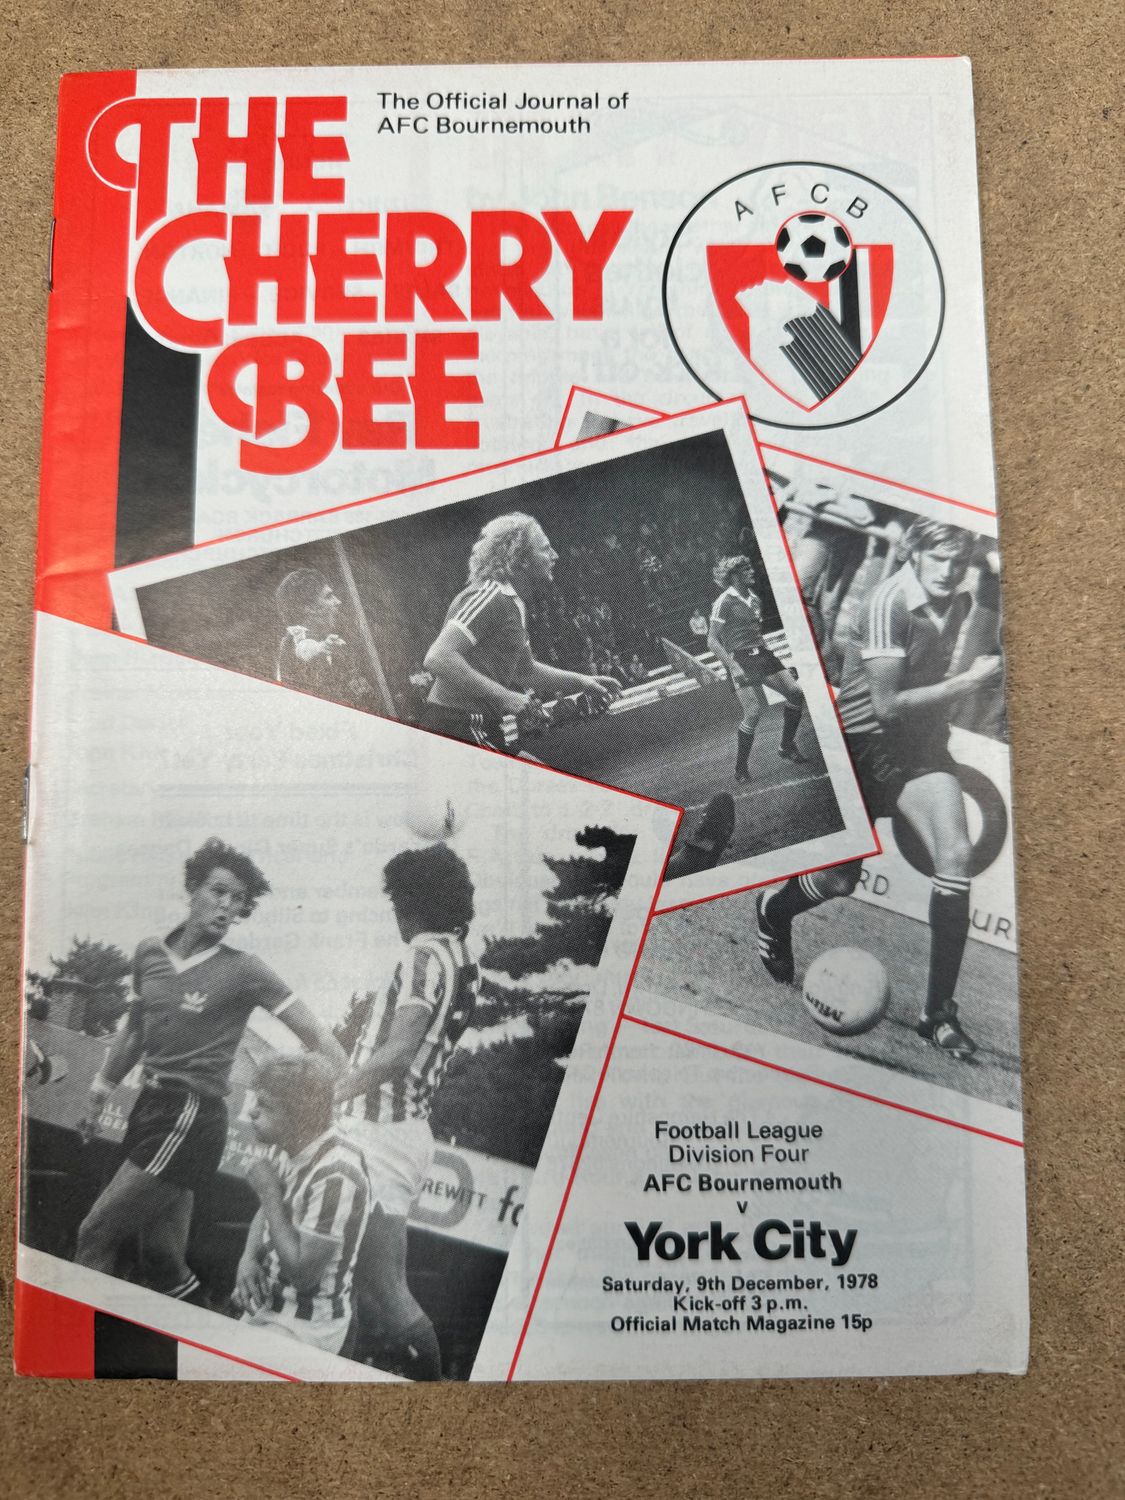 THE
CHERRY
BEE
The Official Journal of
AFC Bournemouth
AFCB
Football League
Division Four
AFC Bournemouth
v
York City
Saturday, 9th December, 1978
Kick-off 3 p.m.
Official Match Magazine 15p